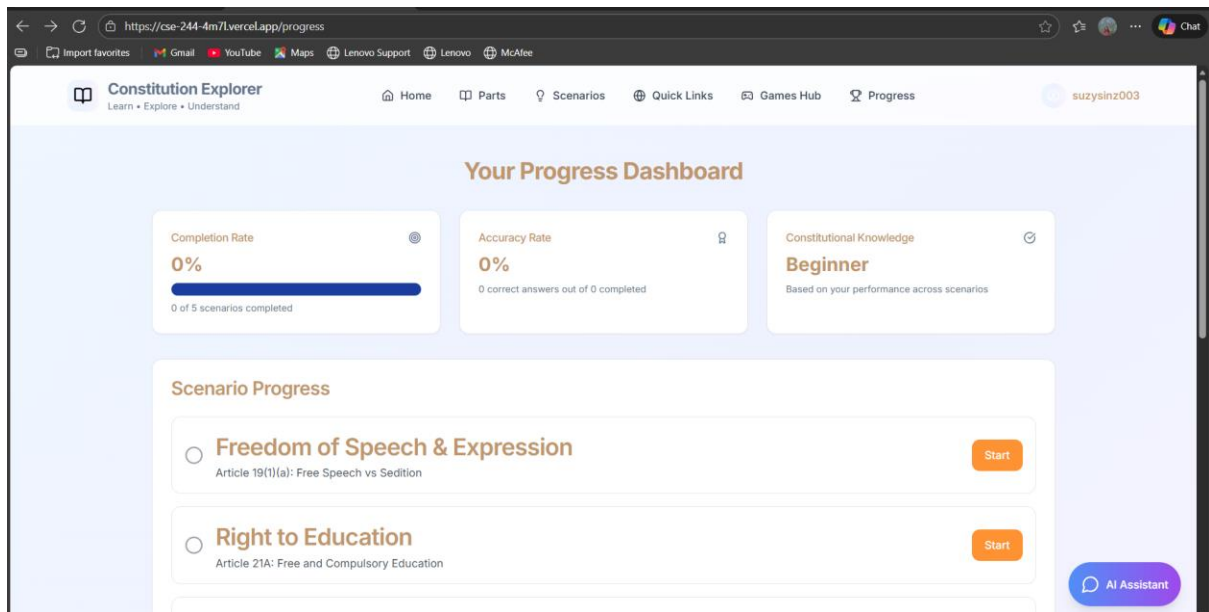 https://cse-244-4m7l.vercel.app/progress
Chat
Import favorites Gmail YouTube Maps Lenovo Support Lenovo McAfee
Constitution Explorer
Learn • Explore • Understand
Home Parts Scenarios Quick Links Games Hub Progress
suzysinz003
Your Progress Dashboard
Completion Rate
0%
0 of 5 scenarios completed
Accuracy Rate
0%
0 correct answers out of 0 completed
Constitutional Knowledge
Beginner
Based on your performance across scenarios
Scenario Progress
Freedom of Speech & Expression
Article 19(1)(a): Free Speech vs Sedition
Start
Right to Education
Article 21A: Free and Compulsory Education
Start
AI Assistant